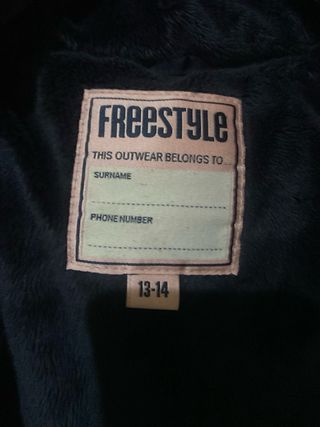 FREESTYLE
THIS OUTWEAR BELONGS TO...
SURNAME
PHONE NUMBER
13-14